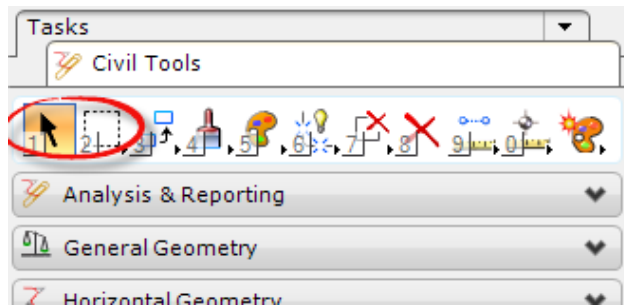 Tasks
Civil Tools
1 2 3 4 5 6 7 8 9 0
Analysis & Reporting
General Geometry
Horizontal Geometry